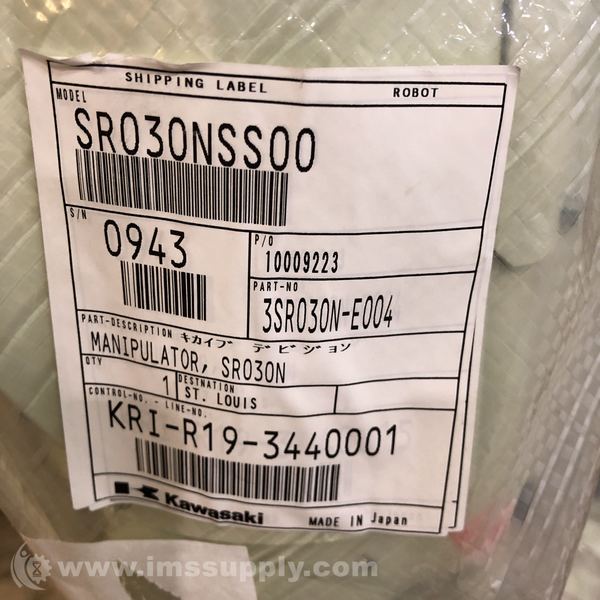 SHIPPING LABEL ROBOT
MODEL
SR030NSS00
S/N
0943
P/O
10009223
PART-NO
3SR030N-E004
PART-DESCRIPTION キカイブ デビジョン
MANIPULATOR, SR030N
QTY
1
DESTNATION
ST. LOUIS
CONTROL-NO. - LINE-NO.
KRI-R19-3440001
Kawasaki MADE IN Japan
www.imssupply.com